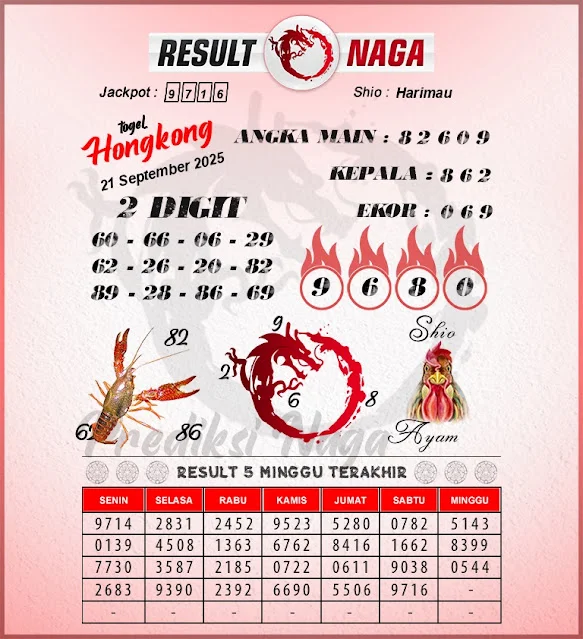 RESULT NAGA
Jackpot : 9716
Shio : Harimau
Togel
Hongkong
21 September 2025
ANGKA MAIN : 8 2 6 0 9
KEPALA : 8 6 2
EKOR : 0 6 9
2 DIGIT
60 - 66 - 06 - 29
62 - 26 - 20 - 82
89 - 28 - 86 - 69
9 6 8 0
82
62
86
9
2
6
8
Shio
Ayam
Prediksi Naga
RESULT 5 MINGGU TERAKHIR
SENIN SELASA RABU KAMIS JUMAT SABTU MINGGU
9714 2831 2452 9523 5280 0782 5143
0139 4508 1363 6762 8416 1662 8399
7730 3587 2185 0722 0611 9038 0544
2683 9390 2392 6690 5506 9716 -
- - - - - - -